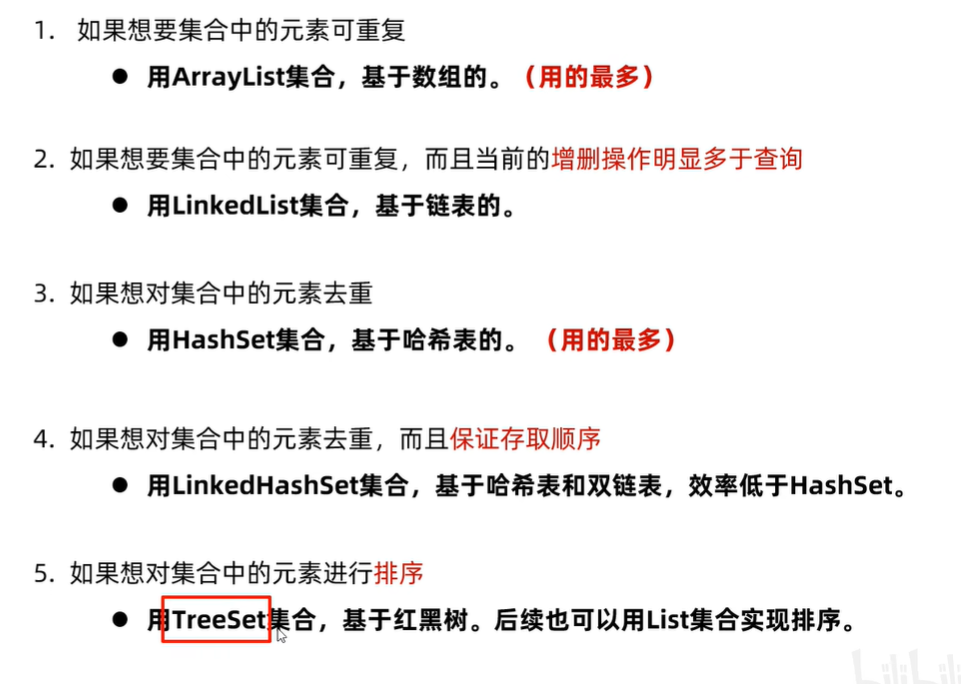 1. 如果想要集合中的元素可重复
● 用ArrayList集合，基于数组的。（用的最多）
2. 如果想要集合中的元素可重复，而且当前的增删操作明显多于查询
● 用LinkedList集合，基于链表的。
3. 如果想对集合中的元素去重
● 用HashSet集合，基于哈希表的。（用的最多）
4. 如果想对集合中的元素去重，而且保证存取顺序
● 用LinkedHashSet集合，基于哈希表和双链表，效率低于HashSet。
5. 如果想对集合中的元素进行排序
● 用TreeSet集合，基于红黑树。后续也可以用List集合实现排序。